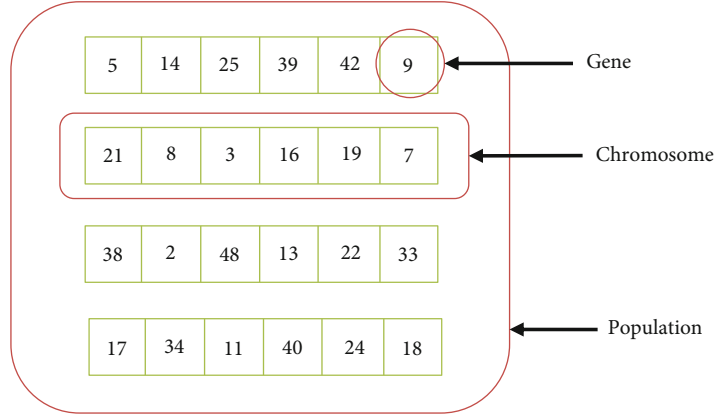 5 14 25 39 42 9
Gene
21 8 3 16 19 7
Chromosome
38 2 48 13 22 33
Population
17 34 11 40 24 18